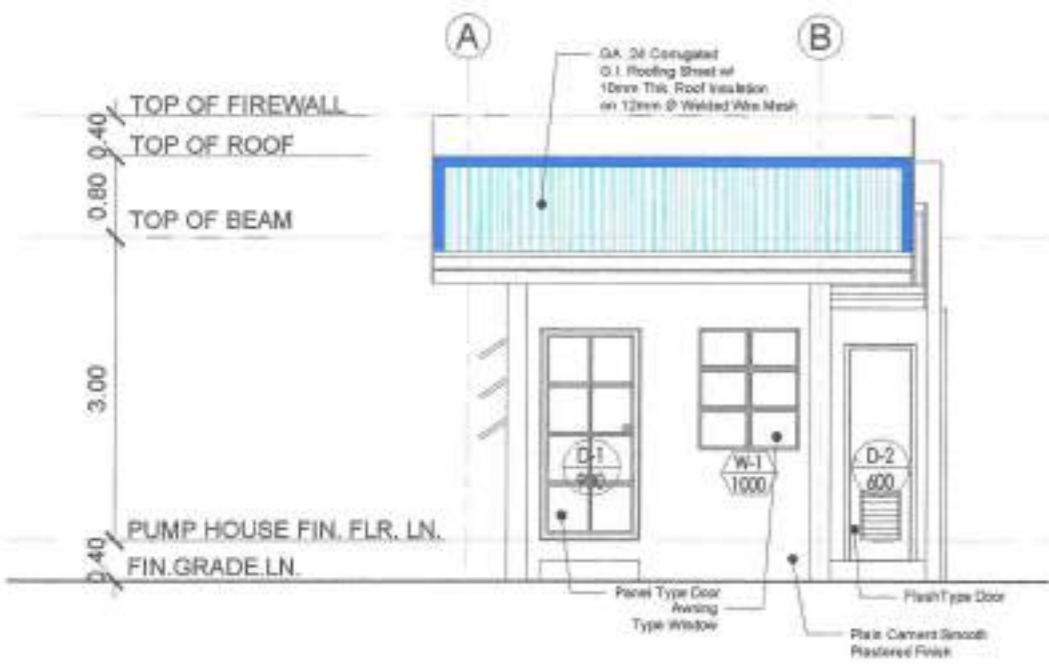 A
B
GA. 24 Corrugated
G.I. Roofing Sheet w/
10mm Thk. Roof Insulation
on 12mm Ø Welded Wire Mesh
TOP OF FIREWALL
0.40
TOP OF ROOF
0.80
TOP OF BEAM
3.00
D-1
900
W-1
1000
D-2
600
PUMP HOUSE FIN. FLR. LN.
0.40
FIN.GRADE.LN.
Panel Type Door
Awning
Type Window
FlushType Door
Plain Cement Smooth
Plastered Finish